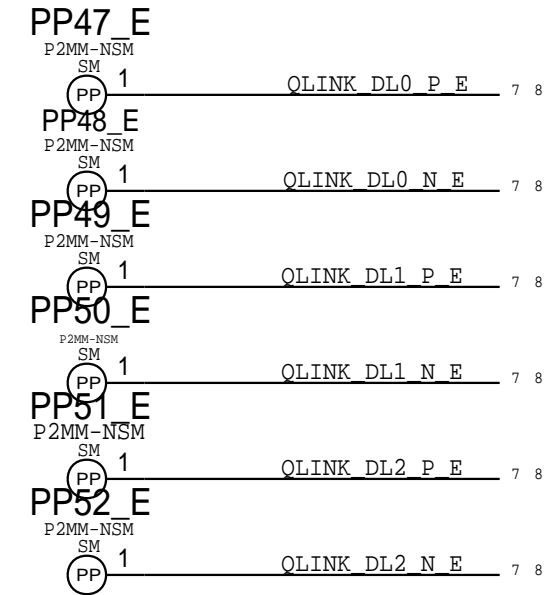 PP47_E
P2MM-NSM
SM
PP 1 QLINK_DL0_P_E 7 8
PP48_E
P2MM-NSM
SM
PP 1 QLINK_DL0_N_E 7 8
PP49_E
P2MM-NSM
SM
PP 1 QLINK_DL1_P_E 7 8
PP50_E
P2MM-NSM
SM
PP 1 QLINK_DL1_N_E 7 8
PP51_E
P2MM-NSM
SM
PP 1 QLINK_DL2_P_E 7 8
PP52_E
P2MM-NSM
SM
PP 1 QLINK_DL2_N_E 7 8